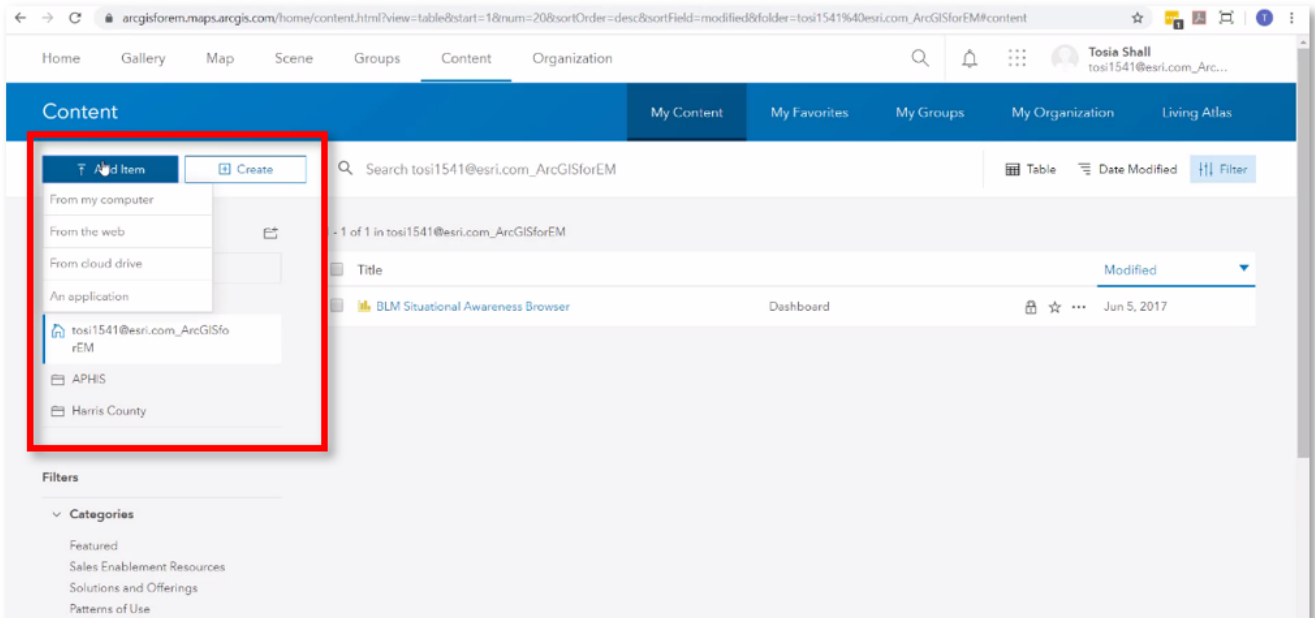 arcgisforem.maps.arcgis.com/home/content.html?view=table&start=1&num=20&sortOrder=desc&sortField=modified&folder=tosi1541%40esri.com_ArcGISforEM#content
1
T
Home Gallery Map Scene Groups Content Organization
Tosia Shall
tosi1541@esri.com_Arc...
Content
My Content My Favorites My Groups My Organization Living Atlas
Add Item Create
Search tosi1541@esri.com_ArcGISforEM
Table Date Modified Filter
From my computer
From the web
- 1 of 1 in tosi1541@esri.com_ArcGISforEM
From cloud drive
Title Modified
An application
BLM Situational Awareness Browser Dashboard Jun 5, 2017
tosi1541@esri.com_ArcGISfo
rEM
APHIS
Harris County
Filters
Categories
Featured
Sales Enablement Resources
Solutions and Offerings
Patterns of Use